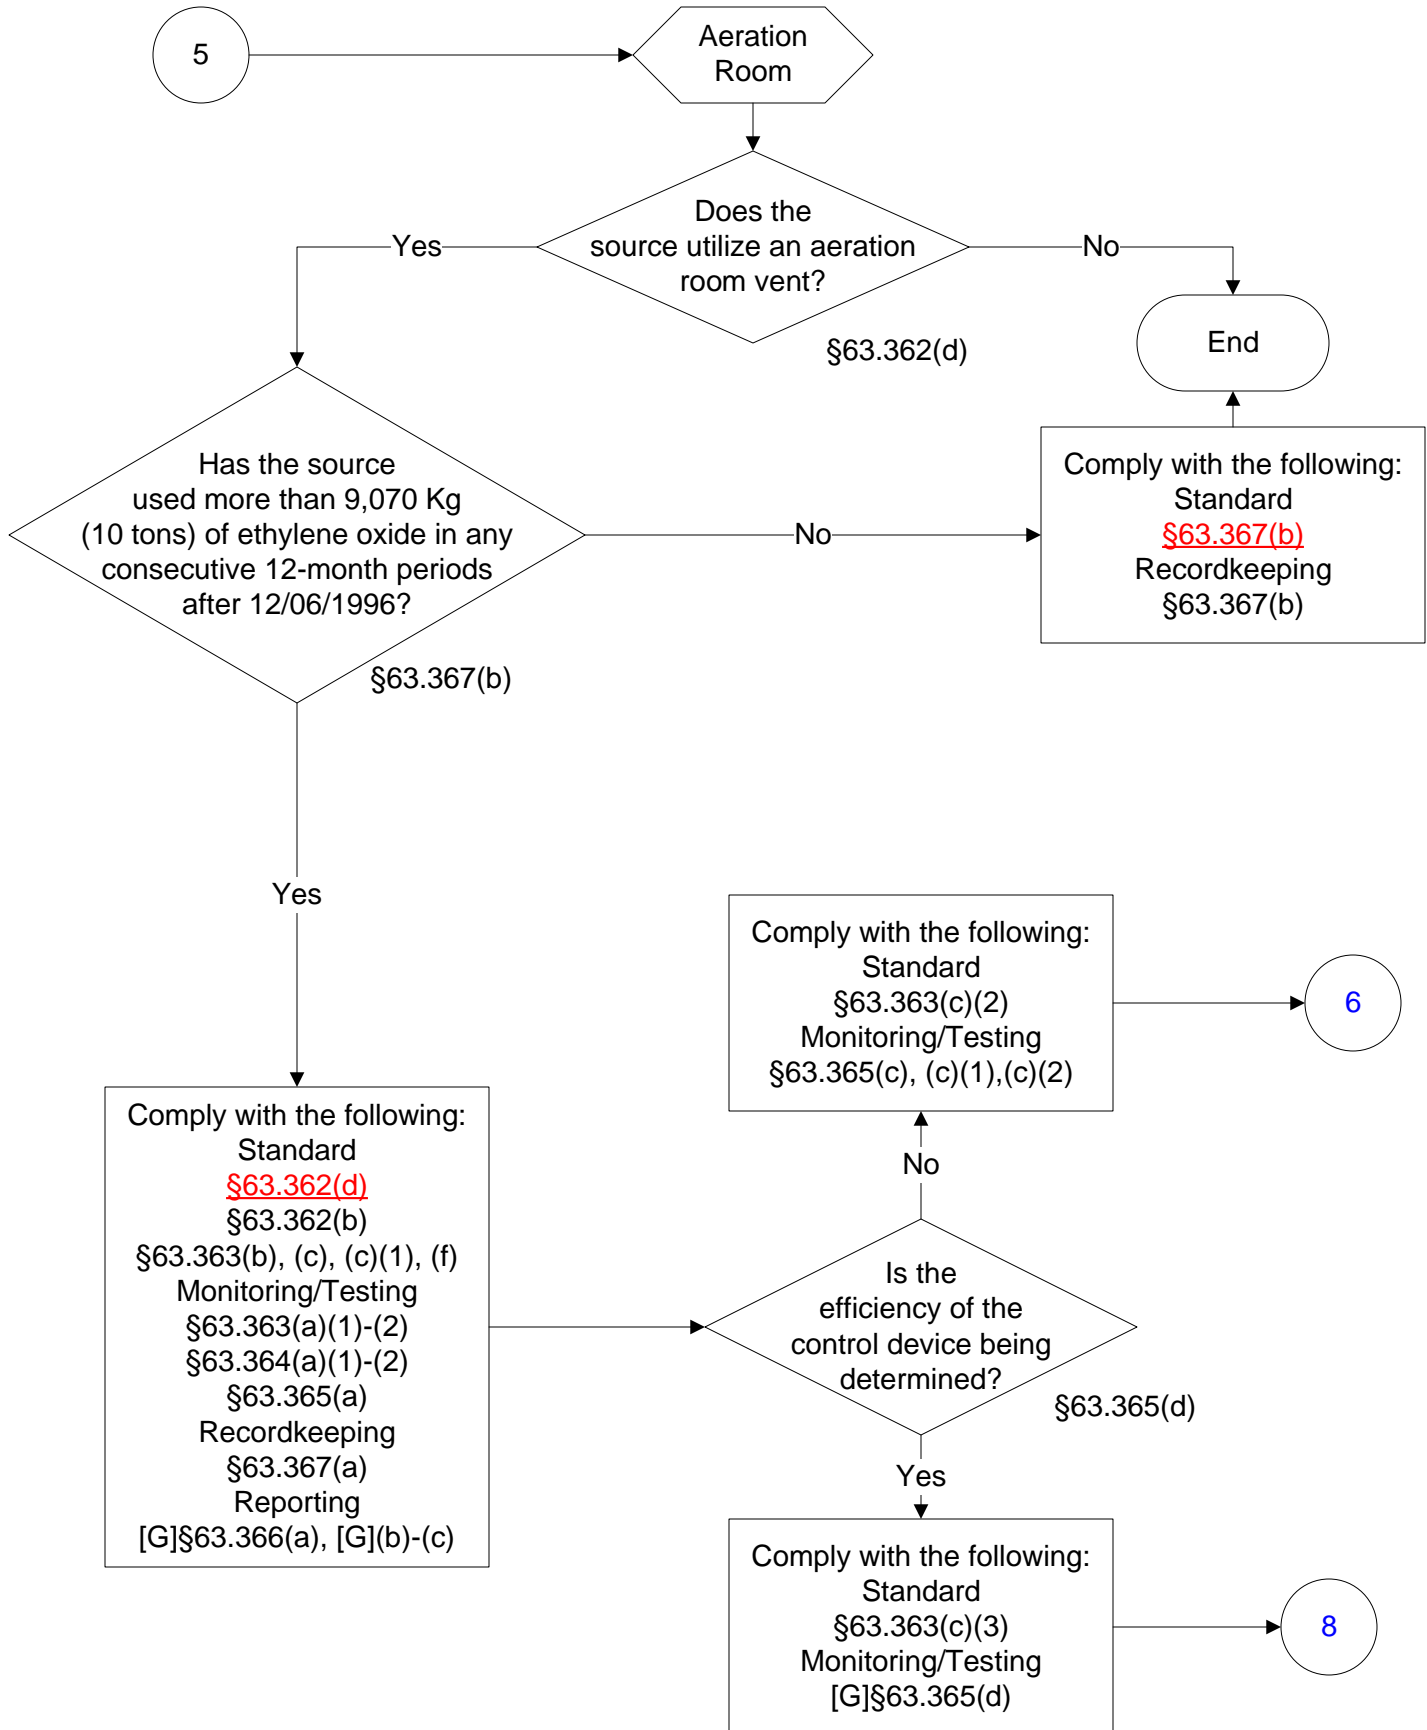 5
Aeration
Room
Does the
source utilize an aeration
room vent?
Yes
No
§63.362(d)
End
Has the source
used more than 9,070 Kg
(10 tons) of ethylene oxide in any
consecutive 12-month periods
after 12/06/1996?
§63.367(b)
No
Comply with the following:
Standard
§63.367(b)
Recordkeeping
§63.367(b)
Yes
Comply with the following:
Standard
§63.362(d)
§63.362(b)
§63.363(b), (c), (c)(1), (f)
Monitoring/Testing
§63.363(a)(1)-(2)
§63.364(a)(1)-(2)
§63.365(a)
Recordkeeping
§63.367(a)
Reporting
[G]§63.366(a), [G](b)-(c)
Is the
efficiency of the
control device being
determined?
§63.365(d)
No
Comply with the following:
Standard
§63.363(c)(2)
Monitoring/Testing
§63.365(c), (c)(1),(c)(2)
6
Yes
Comply with the following:
Standard
§63.363(c)(3)
Monitoring/Testing
[G]§63.365(d)
8